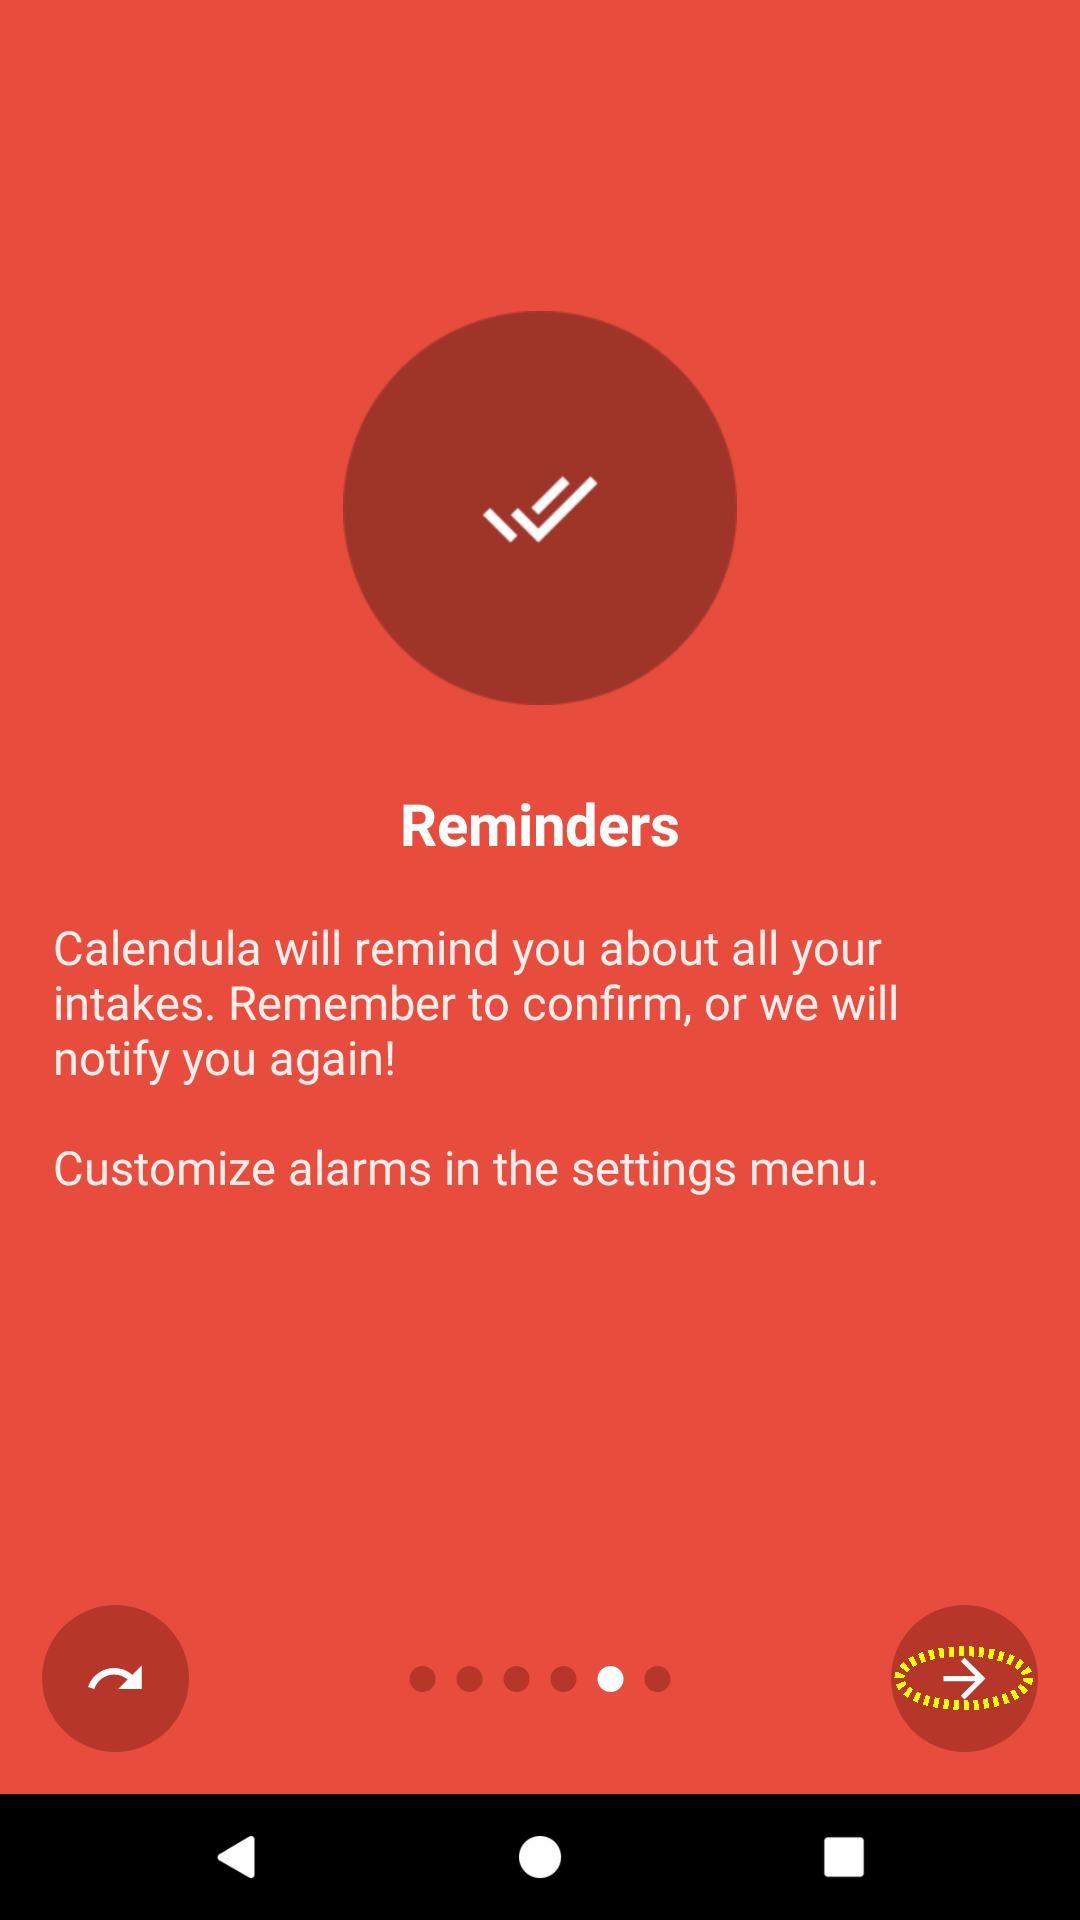 Reminders
Calendula will remind you about all your
intakes. Remember to confirm, or we will
notify you again!
Customize alarms in the settings menu.